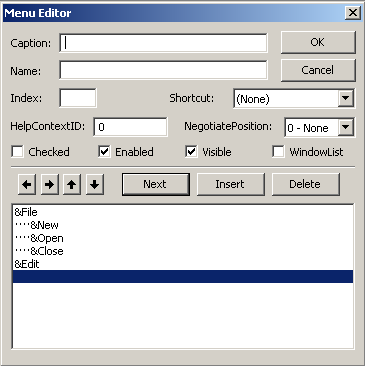 Menu Editor
Caption:
OK
Name:
Cancel
Index:
Shortcut:
(None)
HelpContextID:
0
NegotiatePosition:
0 - None
Checked
Enabled
Visible
WindowList
Next
Insert
Delete
&File
····&New
····&Open
····&Close
&Edit